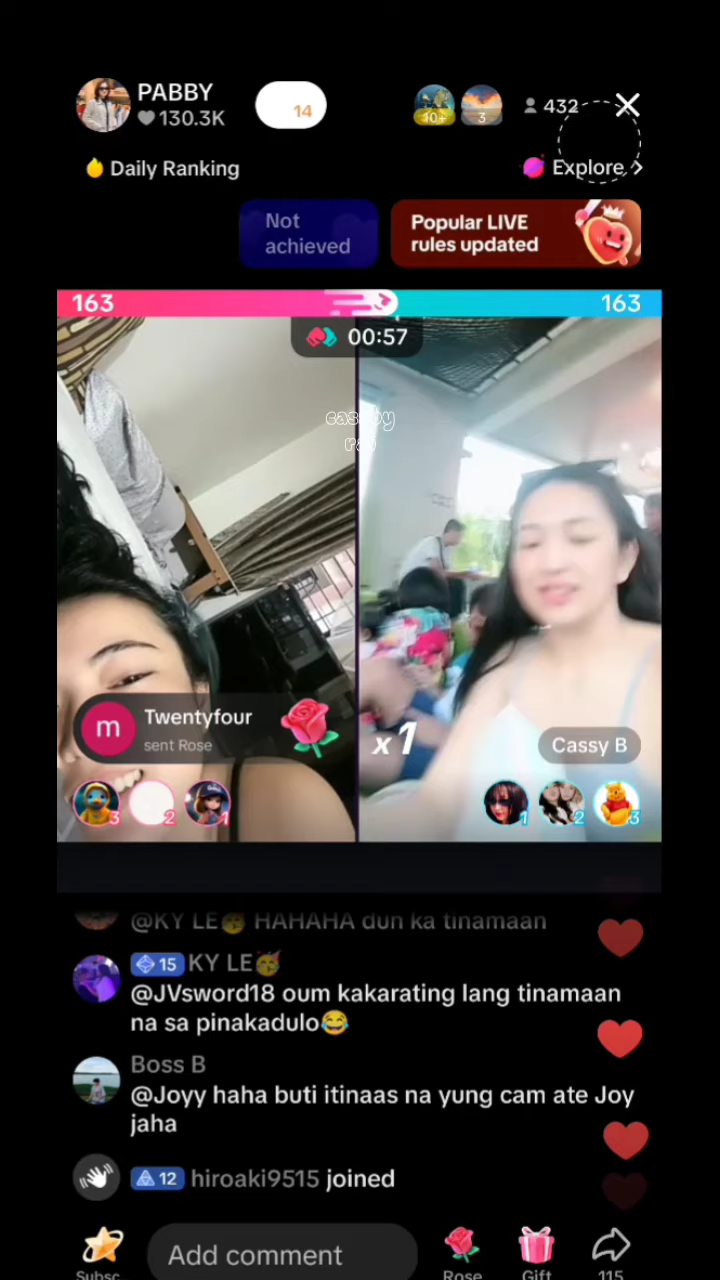 PABBY
130.3K
14
10+
3
432
Daily Ranking
Explore
Not
achieved
Popular LIVE
rules updated
163
163
00:57
m
Twentyfour
sent Rose
x1
Cassy B
3
2
1
1
2
3
@KY LE🥳 HAHAHA dun ka tinamaan
15 KY LE🥳
@JVsword18 oum kakarating lang tinamaan
na sa pinakadulo😂
Boss B
@Joyy haha buti itinaas na yung cam ate Joy
jaha
12 hiroaki9515 joined
Add comment
Subsc
Rose
Gift
115